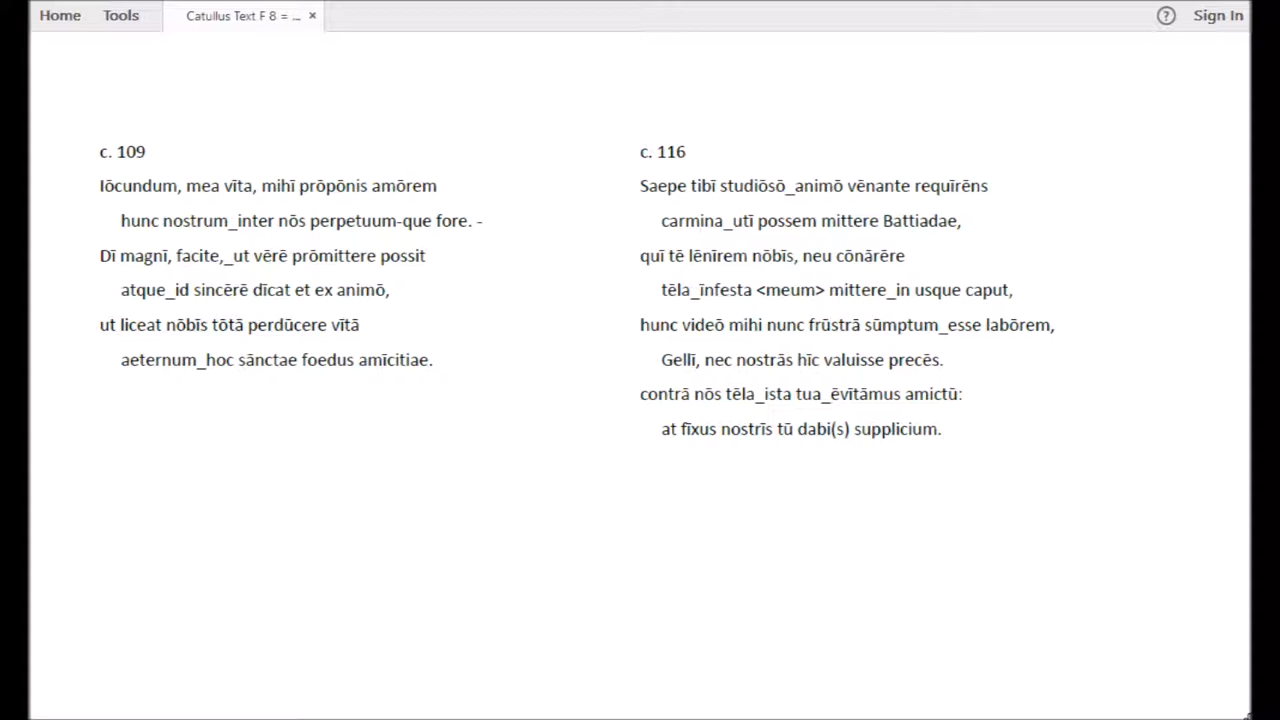 Home Tools Catullus Text F 8 = ... × ? Sign In
c. 109
Iōcundum, mea vīta, mihī prōpōnis amōrem
hunc nostrum_inter nōs perpetuum-que fore. -
Dī magnī, facite,_ut vērē prōmittere possit
atque_id sincērē dīcat et ex animō,
ut liceat nōbīs tōtā perdūcere vītā
aeternum_hoc sānctae foedus amīcitiae.
c. 116
Saepe tibī studiōsō_animō vēnante requīrēns
carmina_utī possem mittere Battiadae,
quī tē lēnīrem nōbīs, neu cōnārēre
tēla_īnfesta <meum> mittere_in usque caput,
hunc videō mihi nunc frūstrā sūmptum_esse labōrem,
Gellī, nec nostrās hīc valuisse precēs.
contrā nōs tēla_ista tua_ēvītāmus amictū:
at fīxus nostrīs tū dabi(s) supplicium.